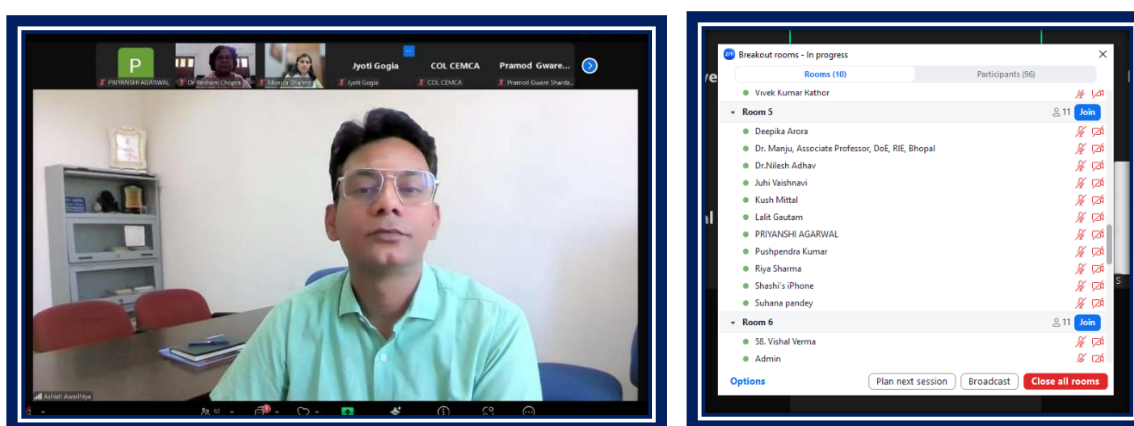 P
Jyoti Gogia
COL CEMCA
Pramod Gware...
PRIYANSHI AGARWAL
Dr Resham Chopra
Monica Sharma
Jyoti Gogia
COL CEMCA
Pramod Gware Sharda...
Ashish Awadhiya
62
zm Breakout rooms - In progress
Rooms (10)
Participants (96)
Vivek Kumar Rathor
Room 5
11 Join
Deepika Arora
Dr. Manju, Associate Professor, DoE, RIE, Bhopal
Dr.Nilesh Adhav
Juhi Vaishnavi
Kush Mittal
Lalit Gautam
PRIYANSHI AGARWAL
Pushpendra Kumar
Riya Sharma
Shashi's iPhone
Suhana pandey
Room 6
11 Join
58. Vishal Verma
Admin
Options
Plan next session
Broadcast
Close all rooms